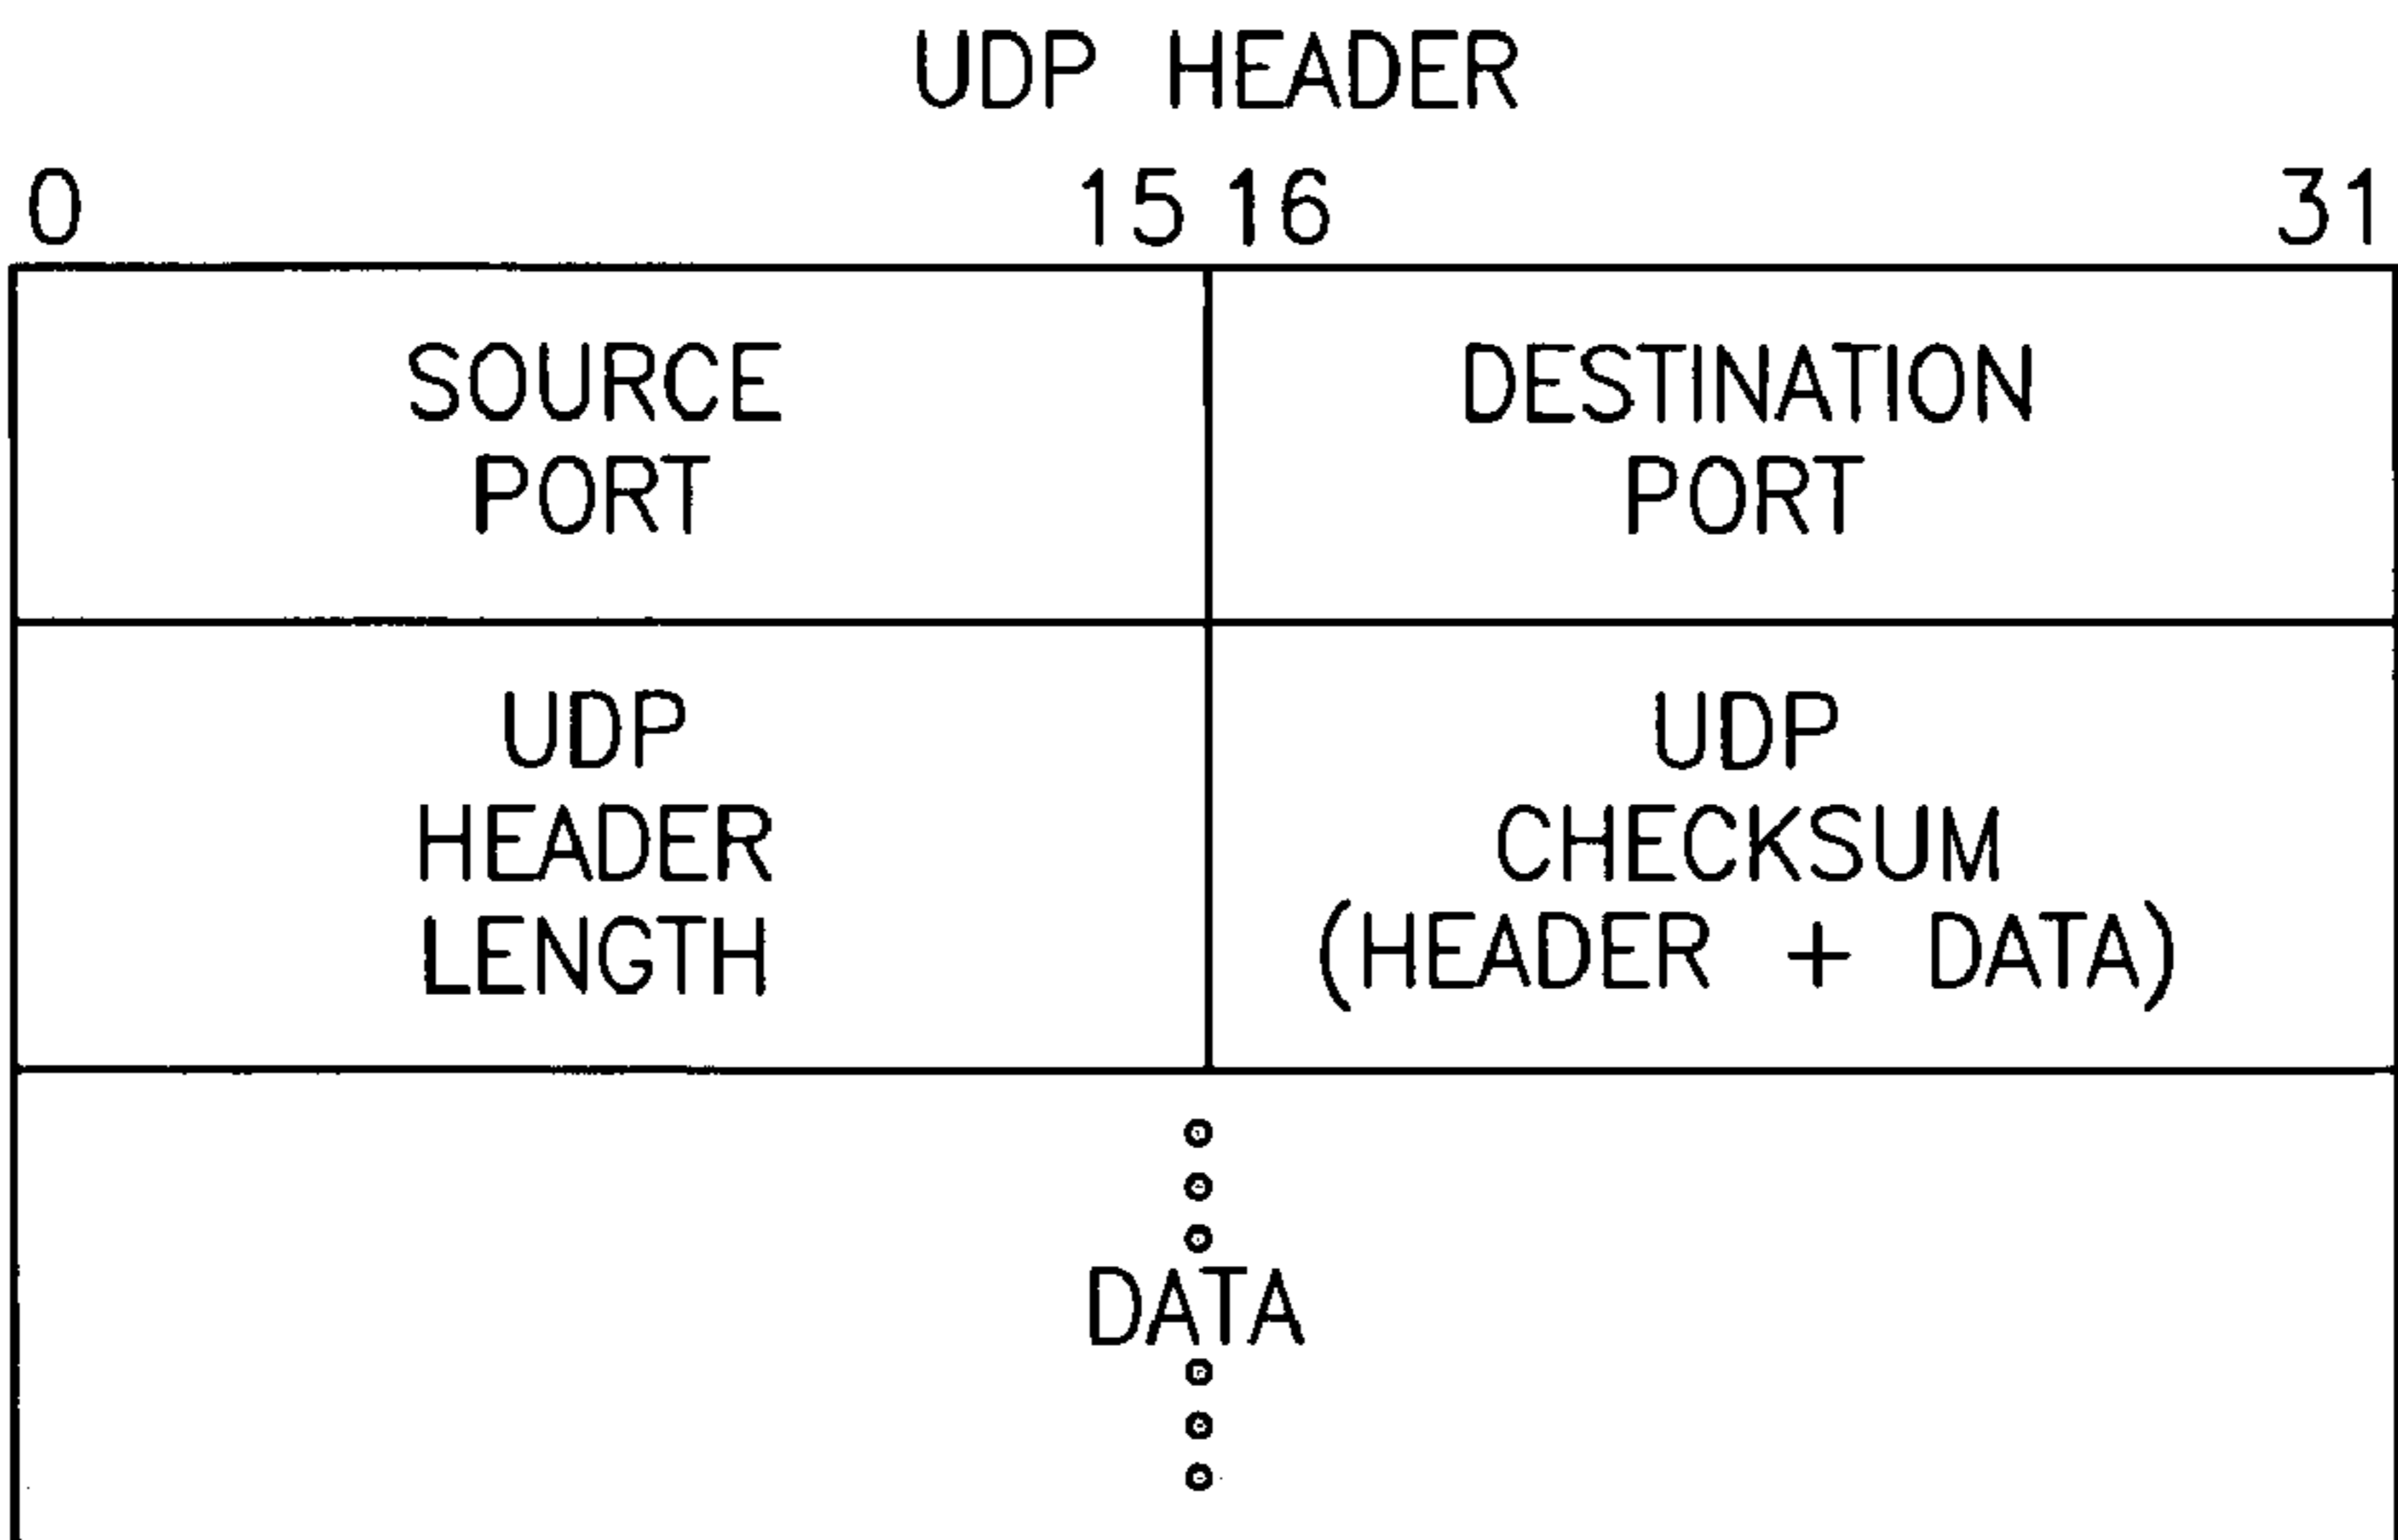 UDP HEADER
0 15 16 31
SOURCE
PORT
DESTINATION
PORT
UDP
HEADER
LENGTH
UDP
CHECKSUM
(HEADER + DATA)
DATA